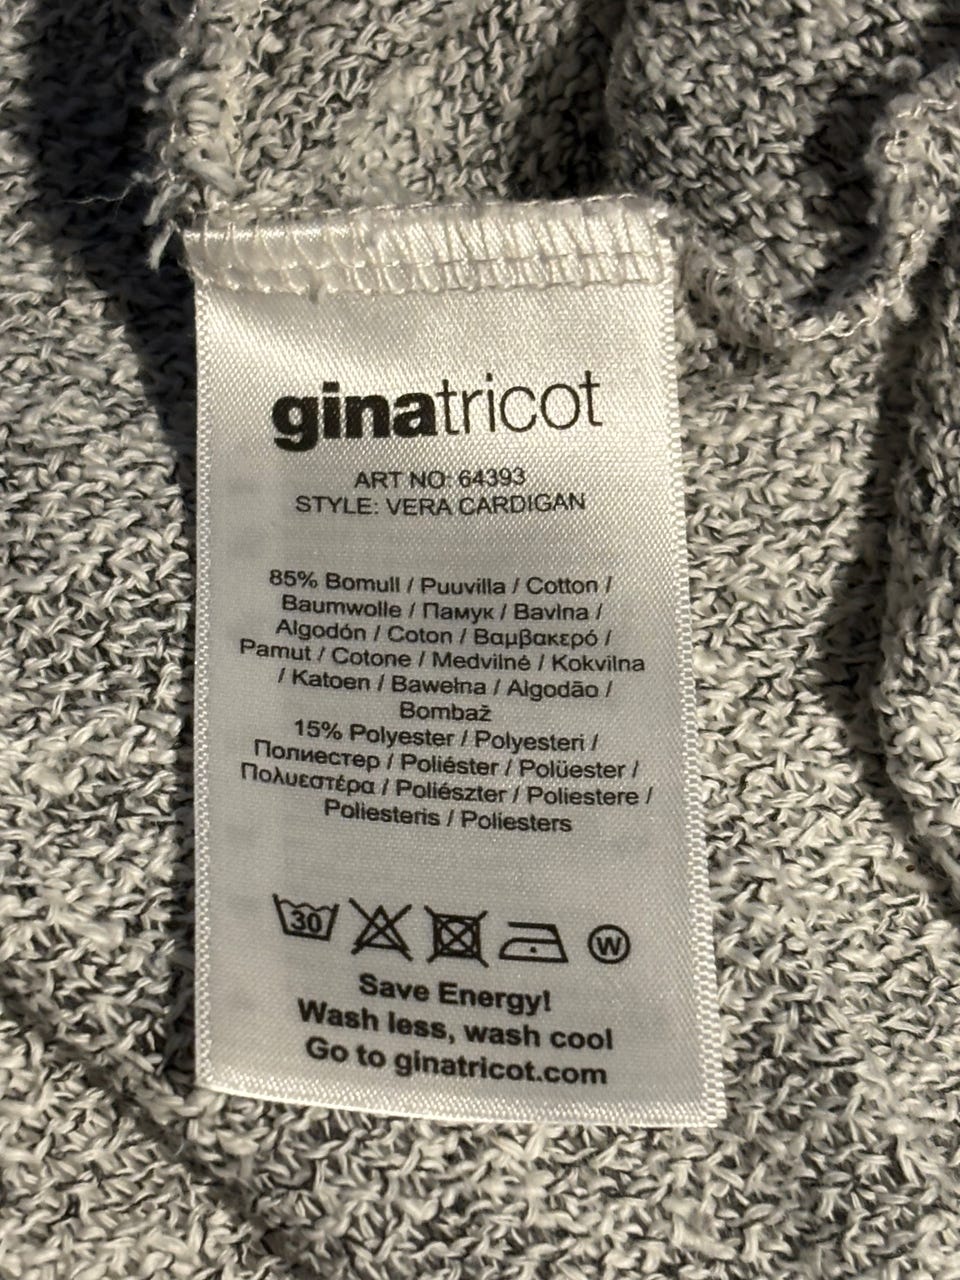 ginatricot
ART NO: 64393
STYLE: VERA CARDIGAN
85% Bomull / Puuvilla / Cotton /
Baumwolle / Памук / Bavlna /
Algodón / Coton / Βαμβακερό /
Pamut / Cotone / Medvilné / Kokvilna
/ Katoen / Bawełna / Algodão /
Bombaž
15% Polyester / Polyesteri /
Полиестер / Poliéster / Polüester /
Πολυεστέρα / Poliészter / Poliestere /
Poliesteris / Poliesters
30
W
Save Energy!
Wash less, wash cool
Go to ginatricot.com